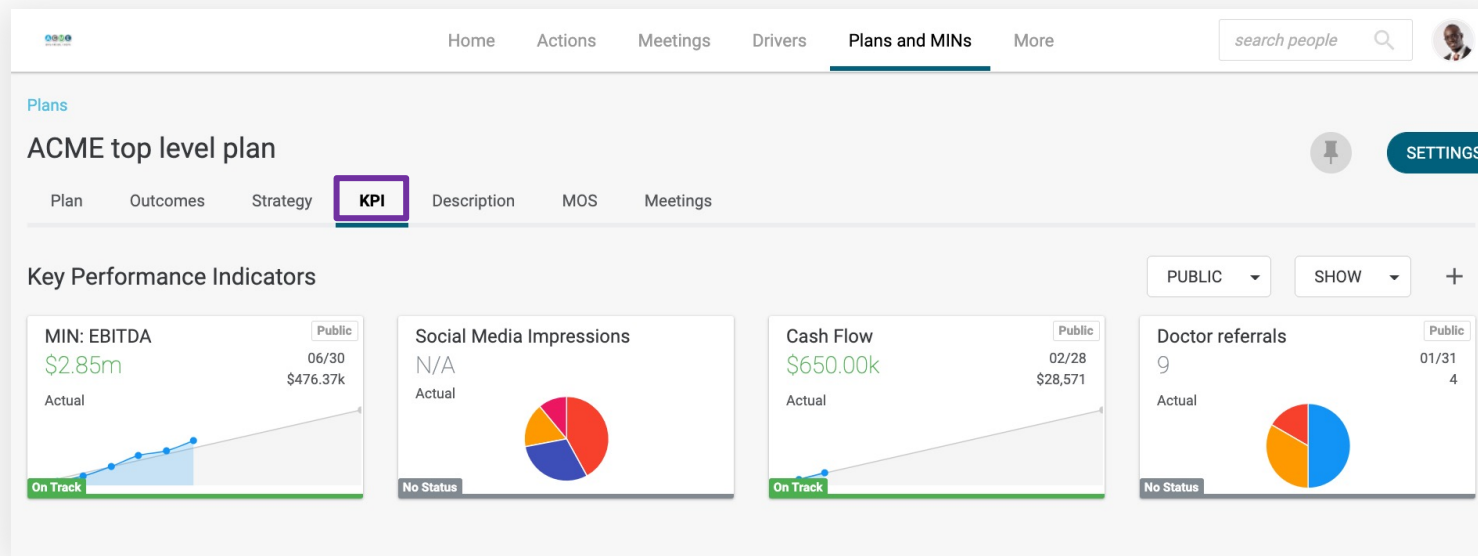 ACME
Home Actions Meetings Drivers Plans and MINs More
search people
Plans
ACME top level plan
SETTINGS
Plan Outcomes Strategy KPI Description MOS Meetings
Key Performance Indicators
PUBLIC SHOW +
MIN: EBITDA Public
$2.85m 06/30
$476.37k
Actual
On Track
Social Media Impressions
N/A
Actual
No Status
Cash Flow Public
$650.00k 02/28
$28,571
Actual
On Track
Doctor referrals Public
9 01/31
4
Actual
No Status